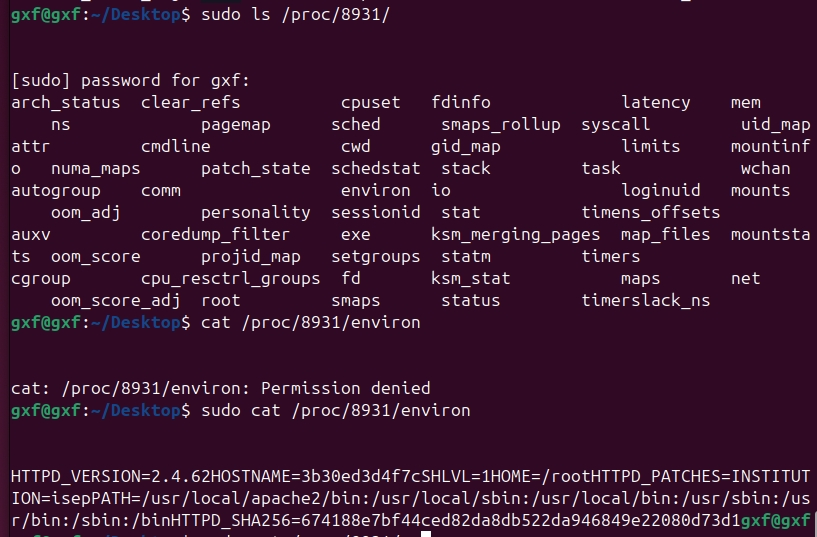 gxf@gxf:~/Desktop$ sudo ls /proc/8931/
[sudo] password for gxf:
arch_status  clear_refs          cpuset   fdinfo             latency    mem
    ns             pagemap      sched      smaps_rollup  syscall         uid_map
attr         cmdline             cwd      gid_map            limits     mountinf
o   numa_maps      patch_state  schedstat  stack         task            wchan
autogroup    comm                environ  io                 loginuid   mounts
    oom_adj        personality  sessionid  stat          timens_offsets
auxv         coredump_filter     exe      ksm_merging_pages  map_files  mountsta
ts  oom_score      projid_map   setgroups  statm         timers
cgroup       cpu_resctrl_groups  fd       ksm_stat           maps       net
    oom_score_adj  root         smaps      status        timerslack_ns
gxf@gxf:~/Desktop$ cat /proc/8931/environ
cat: /proc/8931/environ: Permission denied
gxf@gxf:~/Desktop$ sudo cat /proc/8931/environ
HTTPD_VERSION=2.4.62HOSTNAME=3b30ed3d4f7cSHLVL=1HOME=/rootHTTPD_PATCHES=INSTITUT
ION=isepPATH=/usr/local/apache2/bin:/usr/local/sbin:/usr/local/bin:/usr/sbin:/us
r/bin:/sbin:/binHTTPD_SHA256=674188e7bf44ced82da8db522da946849e22080d73d1gxf@gxf